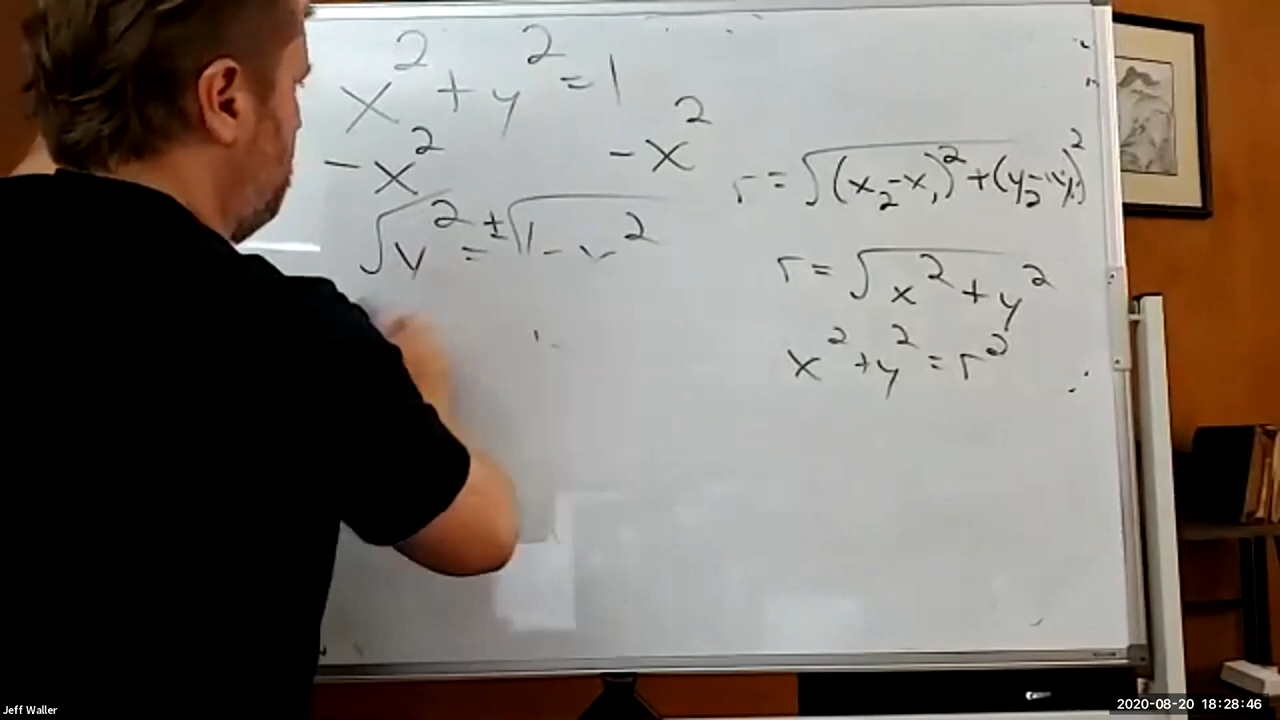 x² + y² = 1
- x² - x²
√y² = ±√1 - x²
r = √(x₂ - x₁)² + (y₂ - y₁)²
r = √x² + y²
x² + y² = r²
Jeff Waller
2020-08-20 18:28:46